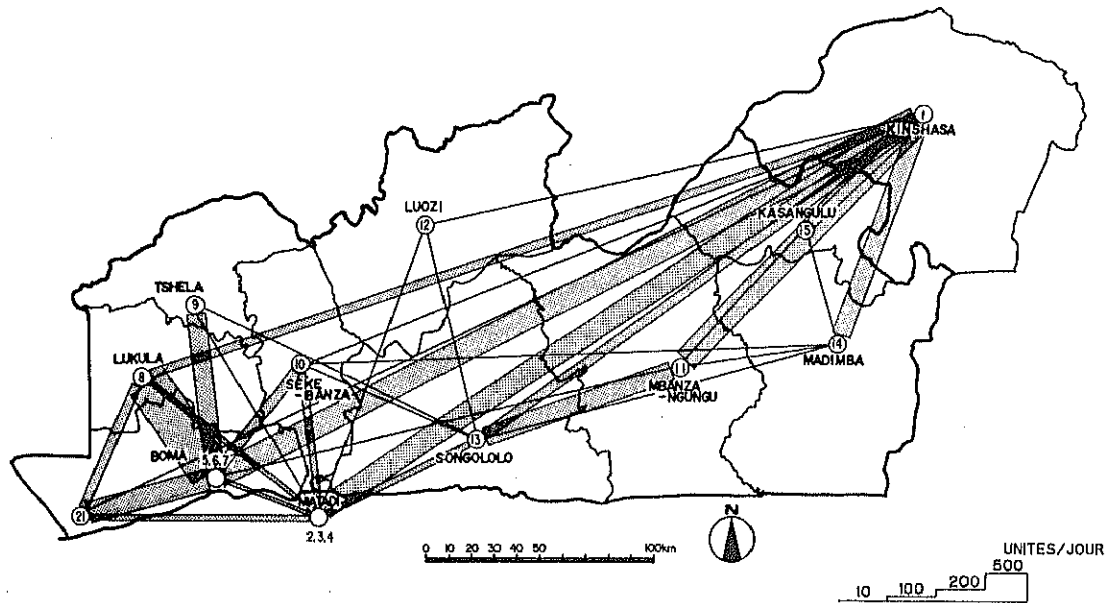 1
KINSHASA
LUOZI
12
KASANGULU
15
TSHELA
9
LUKULA
8
10
SEKE
-BANZA
14
MADIMBA
11
MBANZA
-NGUNGU
13
SONGOLOLO
BOMA
5,6,7
MATADI
21
2,3,4
N
0 10 20 30 40 50 100km
UNITES/JOUR
10 100 200 500